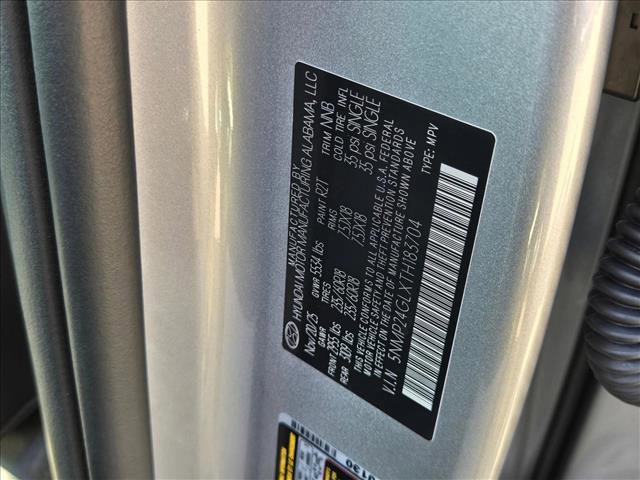 MANUFACTURED BY
HYUNDAI MOTOR MANUFACTURING ALABAMA, LLC
Nov/20/25 GVWR 5534 lbs PAINT R2T TRIM NNB
GAWR TIRES RIMS COLD TIRE INFL
FRONT lbs 235/60R18 7.5JX18 35 psi SINGLE
REAR lbs 235/60R18 7.5JX18 35 psi SINGLE
THIS VEHICLE CONFORMS TO ALL APPLICABLE U.S.A. FEDERAL
MOTOR VEHICLE SAFETY AND THEFT PREVENTION STANDARDS
IN EFFECT ON THE DATE OF MANUFACTURE SHOWN ABOVE
V.I.N 5NMP24GLXTH183704 TYPE: MPV